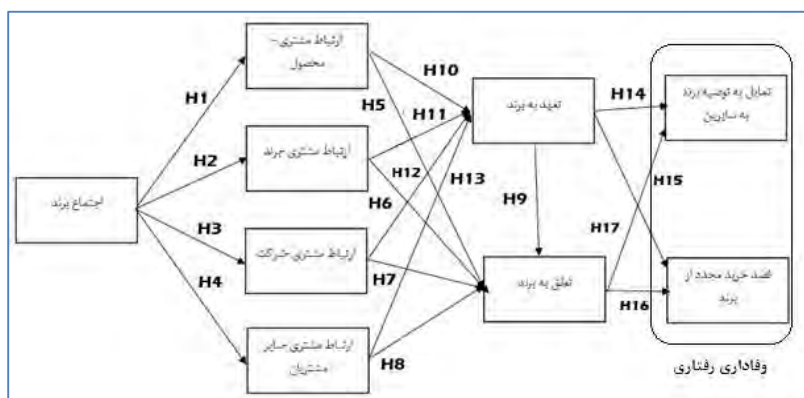 ارتباط مشتری–
محصول
H1
H10
H5
تعهد به برند
H14
تمایل به توصیه برند
به سایرین
H11
H2
ارتباط مشتری-برند
H12
H13
H15
اجتماع برند
H6
H9
H3
H17
ارتباط مشتری-شرکت
H4
H7
تعلق به برند
قصد خرید مجدد از
برند
H16
ارتباط مشتری-سایر
مشتریان
H8
وفاداری رفتاری